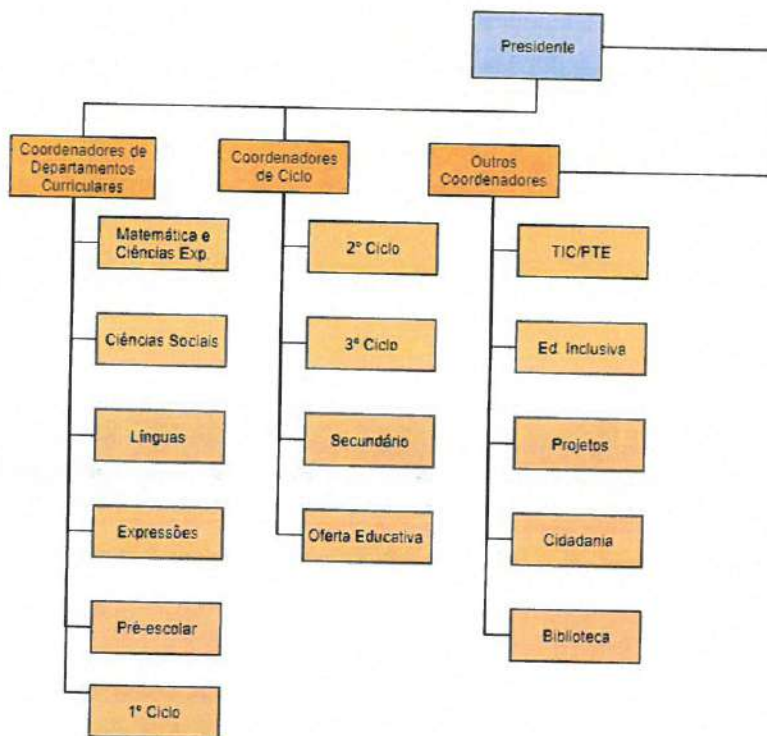 Presidente
Coordenadores de
Departamentos
Curriculares
Matemática e
Ciências Exp.
Ciências Sociais
Línguas
Expressões
Pré-escolar
1º Ciclo
Coordenadores
de Ciclo
2º Ciclo
3º Ciclo
Secundário
Oferta Educativa
Outros
Coordenadores
TIC/PTE
Ed. Inclusiva
Projetos
Cidadania
Biblioteca